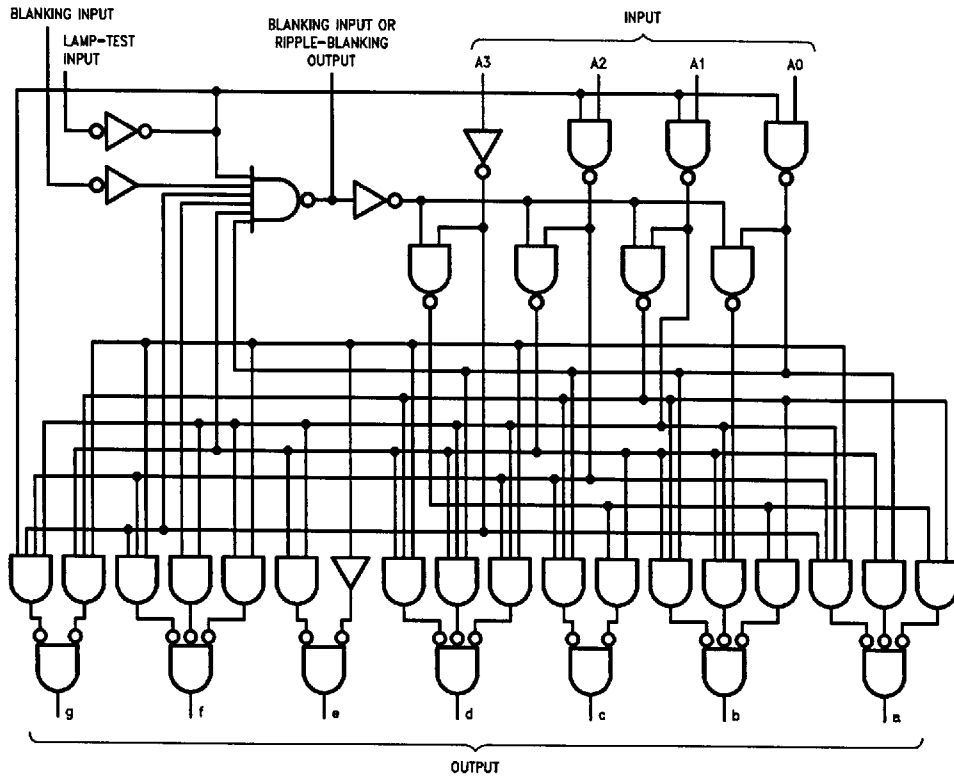 BLANKING INPUT
LAMP-TEST
INPUT
BLANKING INPUT OR
RIPPLE-BLANKING
OUTPUT
INPUT
A3
A2
A1
A0
g
f
e
d
c
b
a
OUTPUT